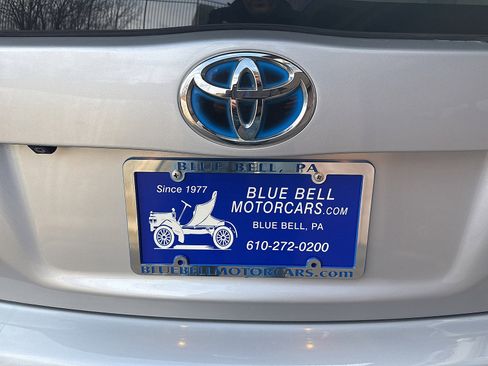 BLUE BELL, PA
Since 1977
BLUE BELL
MOTORCARS.COM
BLUE BELL, PA
610-272-0200
BLUEBELLMOTORCARS.com